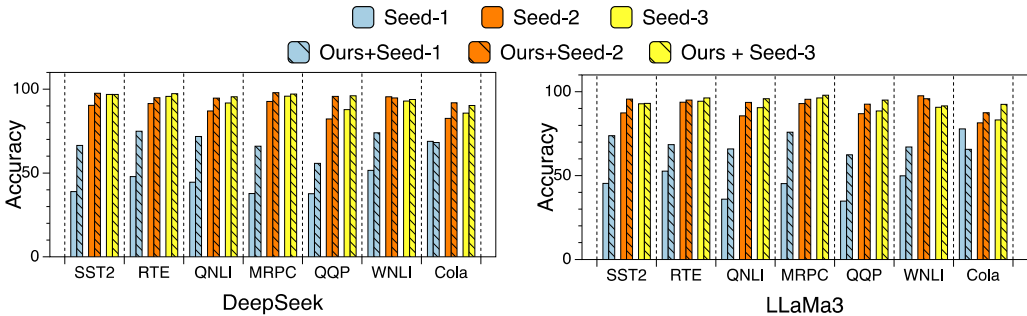 Seed-1 Seed-2 Seed-3
Ours+Seed-1 Ours+Seed-2 Ours + Seed-3
Accuracy
100
50
0
SST2 RTE QNLI MRPC QQP WNLI Cola
DeepSeek
Accuracy
100
50
0
SST2 RTE QNLI MRPC QQP WNLI Cola
LLaMa3